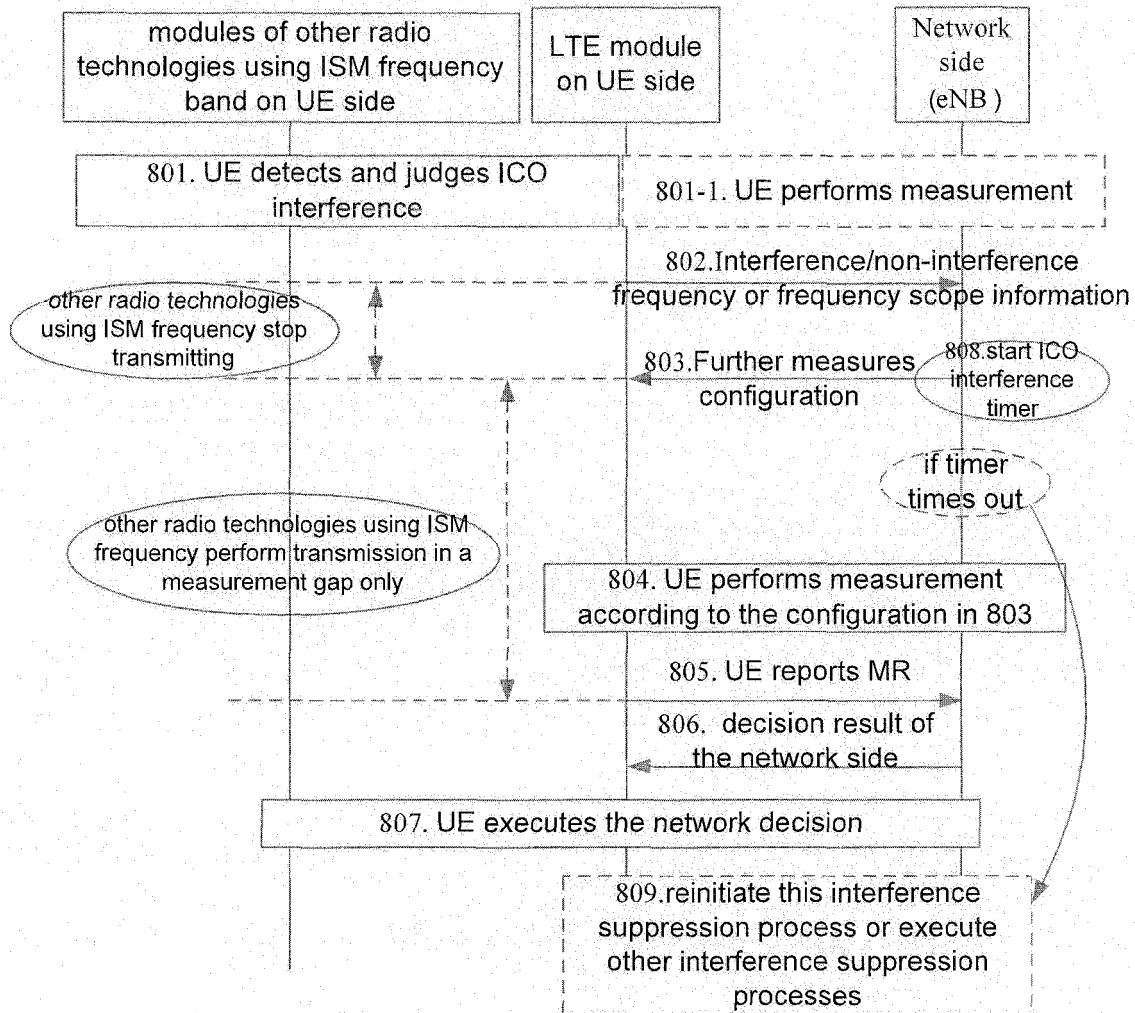 modules of other radio
technologies using ISM frequency
band on UE side
LTE module
on UE side
Network
side
(eNB)
801. UE detects and judges ICO
interference
801-1. UE performs measurement
802.Interference/non-interference
frequency or frequency scope information
other radio technologies
using ISM frequency stop
transmitting
803.Further measures
configuration
808.start ICO
interference
timer
if timer
times out
other radio technologies using ISM
frequency perform transmission in a
measurement gap only
804. UE performs measurement
according to the configuration in 803
805. UE reports MR
806. decision result of
the network side
807. UE executes the network decision
809.reinitiate this interference
suppression process or execute
other interference suppression
processes